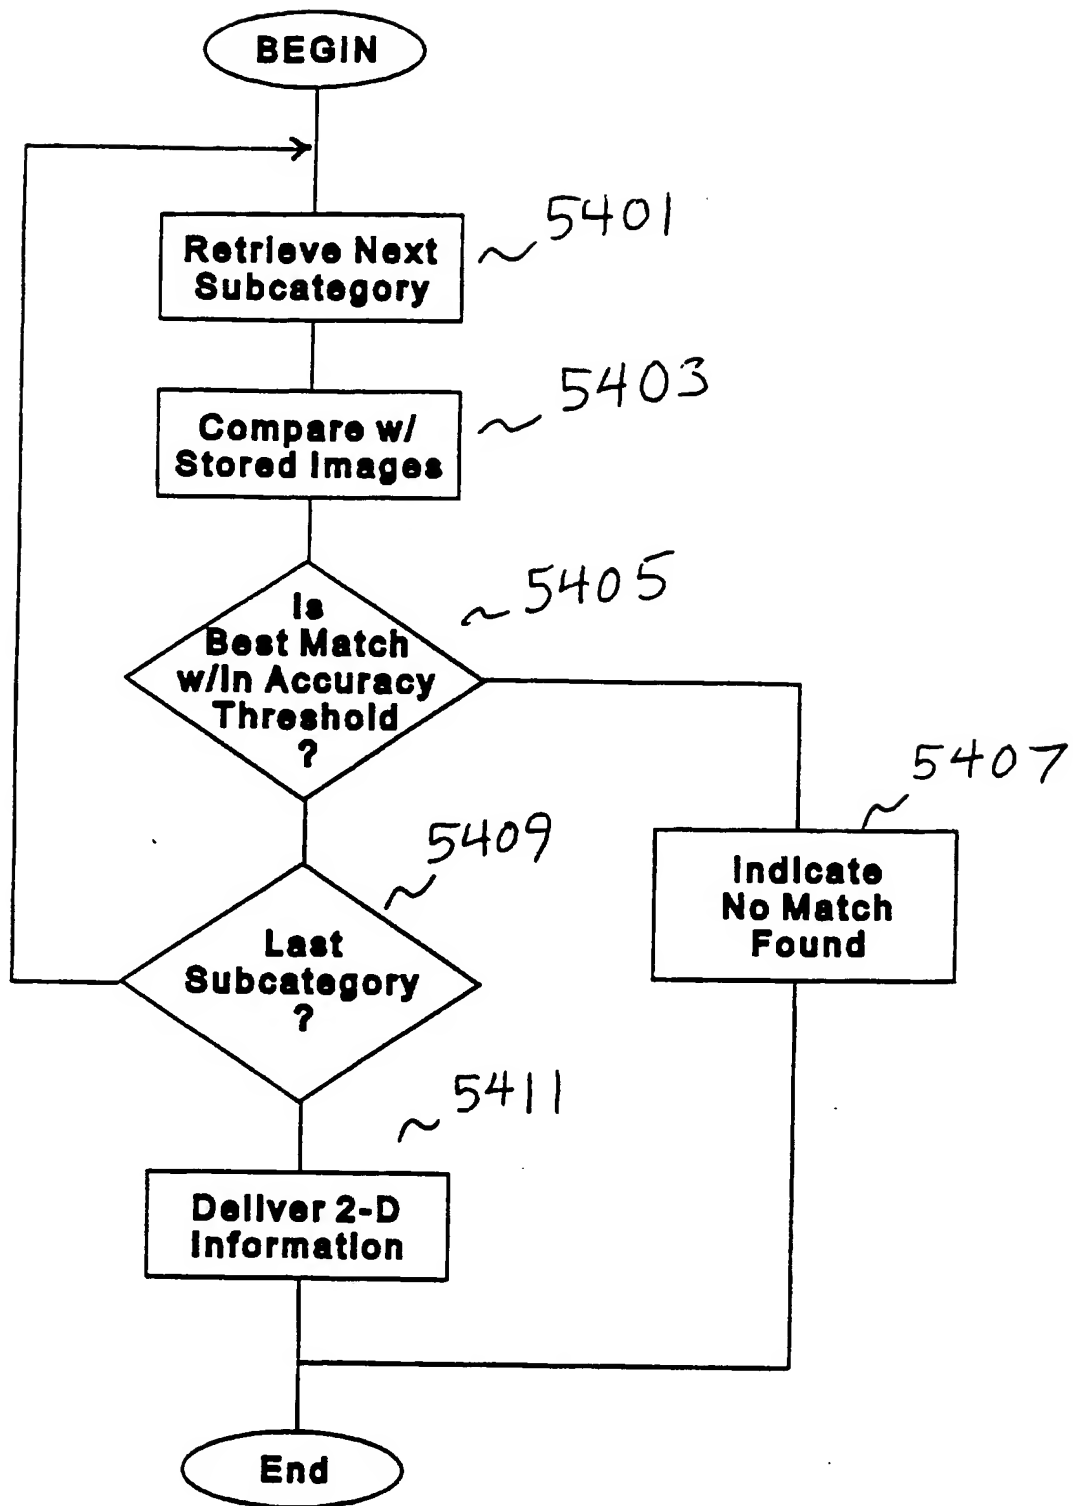 BEGIN
Retrieve Next
Subcategory
5401
Compare w/
Stored Images
5403
Is
Best Match
w/in Accuracy
Threshold
?
5405
Indicate
No Match
Found
5407
Last
Subcategory
?
5409
Deliver 2-D
Information
5411
End